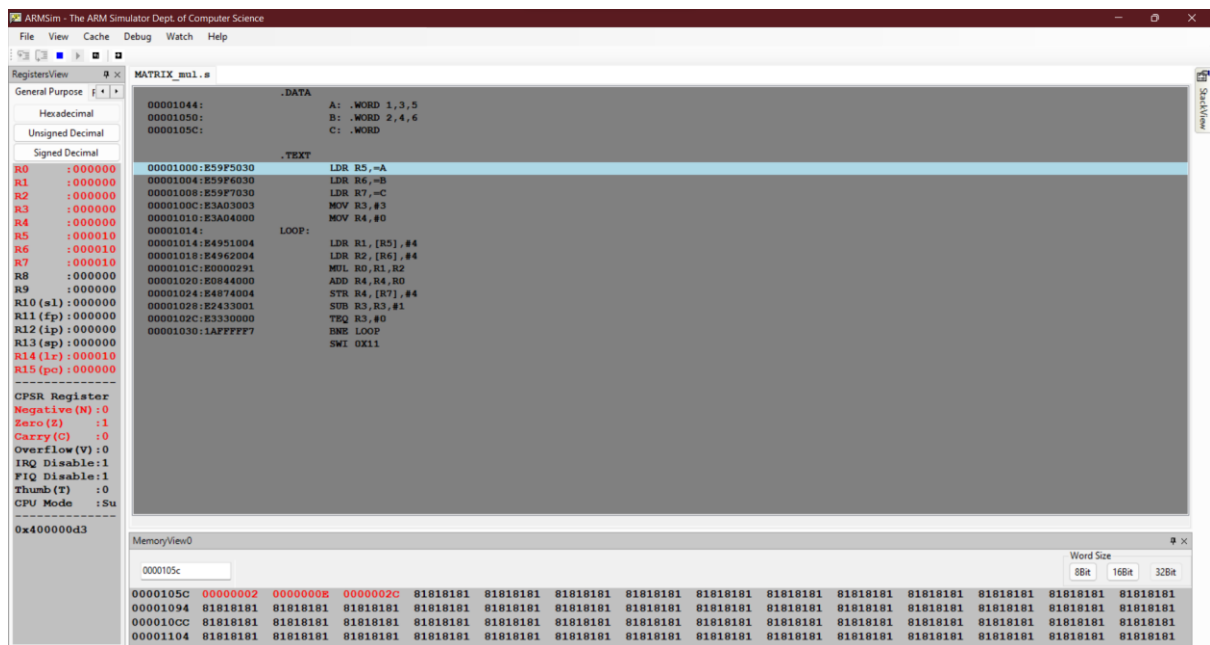 ARMSim - The ARM Simulator Dept. of Computer Science
File View Cache Debug Watch Help
RegistersView
General Purpose
Hexadecimal
Unsigned Decimal
Signed Decimal
R0 :000000
R1 :000000
R2 :000000
R3 :000000
R4 :000000
R5 :000010
R6 :000010
R7 :000010
R8 :000000
R9 :000000
R10(sl):000000
R11(fp):000000
R12(ip):000000
R13(sp):000000
R14(lr):000010
R15(pc):000000
---------------
CPSR Register
Negative(N):0
Zero(Z) :1
Carry(C) :0
Overflow(V):0
IRQ Disable:1
FIQ Disable:1
Thumb(T) :0
CPU Mode :Su
---------------
0x400000d3
MATRIX_mul.s
.DATA
00001044: A: .WORD 1,3,5
00001050: B: .WORD 2,4,6
0000105C: C: .WORD
.TEXT
00001000:E59F5030 LDR R5,=A
00001004:E59F6030 LDR R6,=B
00001008:E59F7030 LDR R7,=C
0000100C:E3A03003 MOV R3,#3
00001010:E3A04000 MOV R4,#0
00001014: LOOP:
00001014:E4951004 LDR R1,[R5],#4
00001018:E4962004 LDR R2,[R6],#4
0000101C:E0000291 MUL R0,R1,R2
00001020:E0844000 ADD R4,R4,R0
00001024:E4874004 STR R4,[R7],#4
00001028:E2433001 SUB R3,R3,#1
0000102C:E3330000 TEQ R3,#0
00001030:1AFFFFF7 BNE LOOP
SWI 0X11
StackView
MemoryView0
0000105c
Word Size
8Bit 16Bit 32Bit
0000105C 00000002 0000000E 0000002C 81818181 81818181 81818181 81818181 81818181 81818181 81818181 81818181 81818181 81818181 81818181
00001094 81818181 81818181 81818181 81818181 81818181 81818181 81818181 81818181 81818181 81818181 81818181 81818181 81818181 81818181
000010CC 81818181 81818181 81818181 81818181 81818181 81818181 81818181 81818181 81818181 81818181 81818181 81818181 81818181 81818181
00001104 81818181 81818181 81818181 81818181 81818181 81818181 81818181 81818181 81818181 81818181 81818181 81818181 81818181 81818181